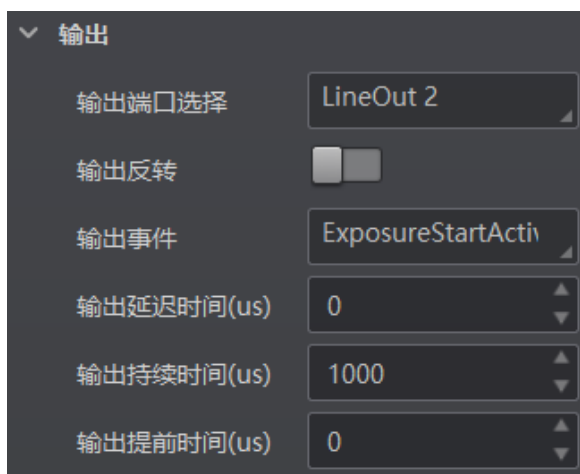 输出
输出端口选择 LineOut 2
输出反转
输出事件 ExposureStartActiv
输出延迟时间(us) 0
输出持续时间(us) 1000
输出提前时间(us) 0